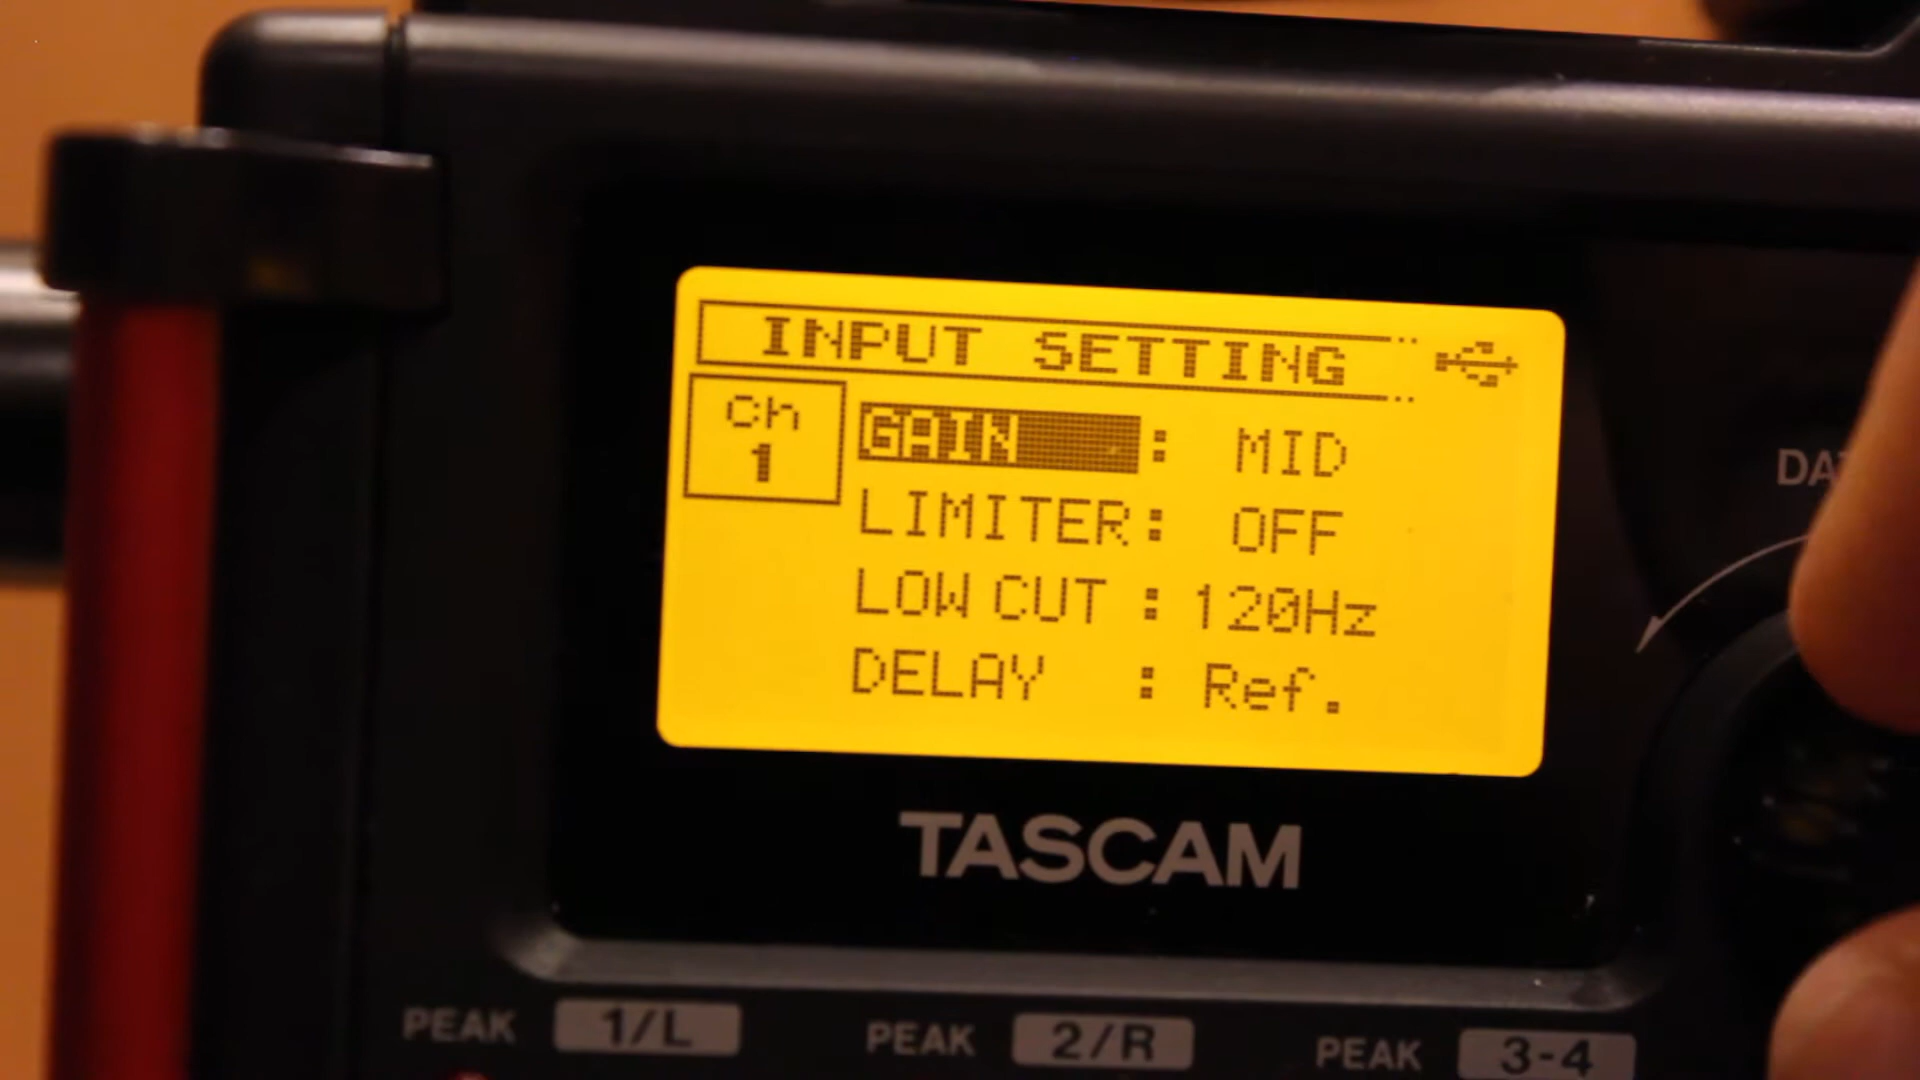 INPUT SETTING
Ch
1
GAIN : MID
LIMITER: OFF
LOW CUT : 120Hz
DELAY : Ref.
TASCAM
PEAK 1/L PEAK 2/R PEAK 3-4